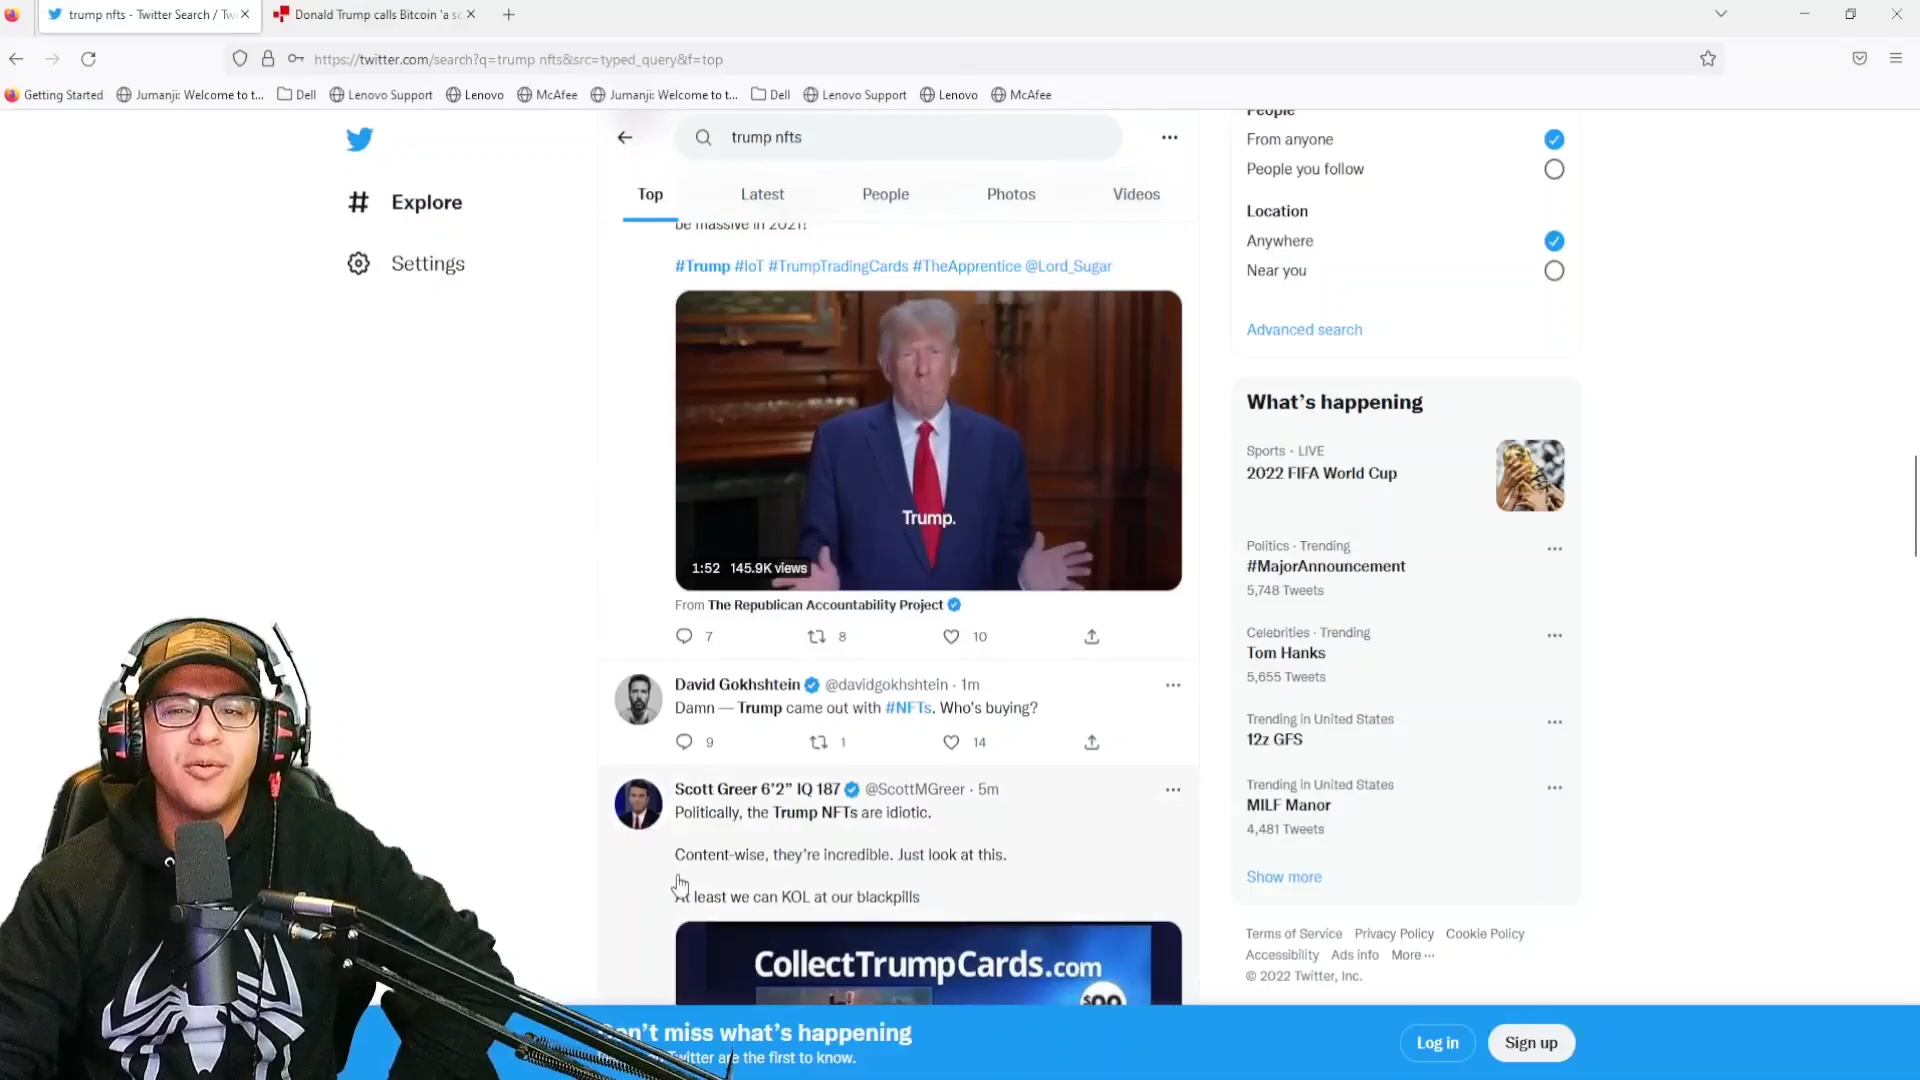 trump nfts - Twitter Search / Tw
Donald Trump calls Bitcoin 'a sc
https://twitter.com/search?q=trump nfts&src=typed_query&f=top
Getting Started
Jumanji: Welcome to t...
Dell
Lenovo Support
Lenovo
McAfee
Jumanji: Welcome to t...
Dell
Lenovo Support
Lenovo
McAfee
Explore
Settings
trump nfts
Top
Latest
People
Photos
Videos
be massive in 2021!
#Trump #IoT #TrumpTradingCards #TheApprentice @Lord_Sugar
Trump.
1:52 145.9K views
From The Republican Accountability Project
7
8
10
David Gokhshtein @davidgokhshtein · 1m
Damn — Trump came out with #NFTs. Who's buying?
9
1
14
Scott Greer 6'2” IQ 187 @ScottMGreer · 5m
Politically, the Trump NFTs are idiotic.
Content-wise, they're incredible. Just look at this.
least we can KOL at our blackpills
CollectTrumpCards.com
$99
People
From anyone
People you follow
Location
Anywhere
Near you
Advanced search
What's happening
Sports · LIVE
2022 FIFA World Cup
Politics · Trending
#MajorAnnouncement
5,748 Tweets
Celebrities · Trending
Tom Hanks
5,655 Tweets
Trending in United States
12z GFS
Trending in United States
MILF Manor
4,481 Tweets
Show more
Terms of Service Privacy Policy Cookie Policy
Accessibility Ads info More ···
© 2022 Twitter, Inc.
Don't miss what's happening
Twitter are the first to know.
Log in
Sign up